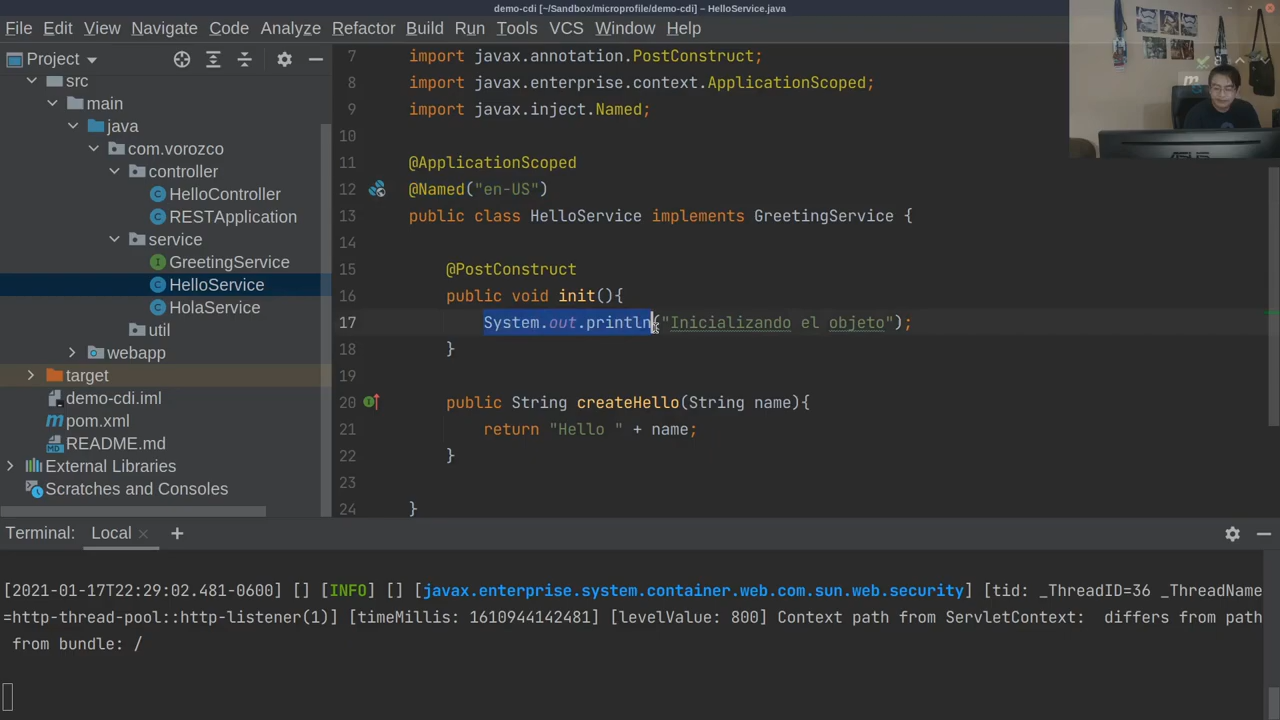 demo-cdi [~/Sandbox/microprofile/demo-cdi] – HelloService.java
File Edit View Navigate Code Analyze Refactor Build Run Tools VCS Window Help
Project
src
main
java
com.vorozco
controller
HelloController
RESTApplication
service
GreetingService
HelloService
HolaService
util
webapp
target
demo-cdi.iml
pom.xml
README.md
External Libraries
Scratches and Consoles
7 import javax.annotation.PostConstruct;
8 import javax.enterprise.context.ApplicationScoped;
9 import javax.inject.Named;
10
11 @ApplicationScoped
12 @Named("en-US")
13 public class HelloService implements GreetingService {
14
15 @PostConstruct
16 public void init(){
17 System.out.println("Inicializando el objeto");
18 }
19
20 public String createHello(String name){
21 return "Hello " + name;
22 }
23
24 }
Terminal: Local
[2021-01-17T22:29:02.481-0600] [] [INFO] [] [javax.enterprise.system.container.web.com.sun.web.security] [tid: _ThreadID=36 _ThreadName
=http-thread-pool::http-listener(1)] [timeMillis: 1610944142481] [levelValue: 800] Context path from ServletContext:  differs from path
from bundle: /